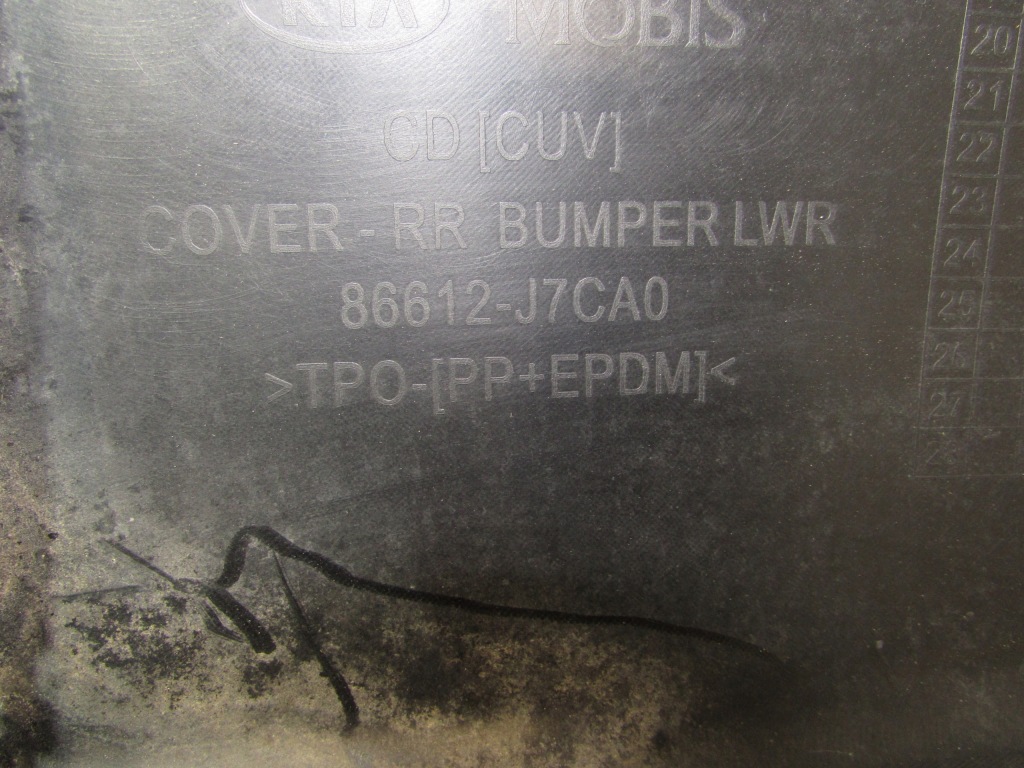 KIA MOBIS
CD [CUV]
COVER - RR BUMPER LWR
86612-J7CA0
>TPO-[PP+EPDM]<
20
21
22
23
24
25
26
27